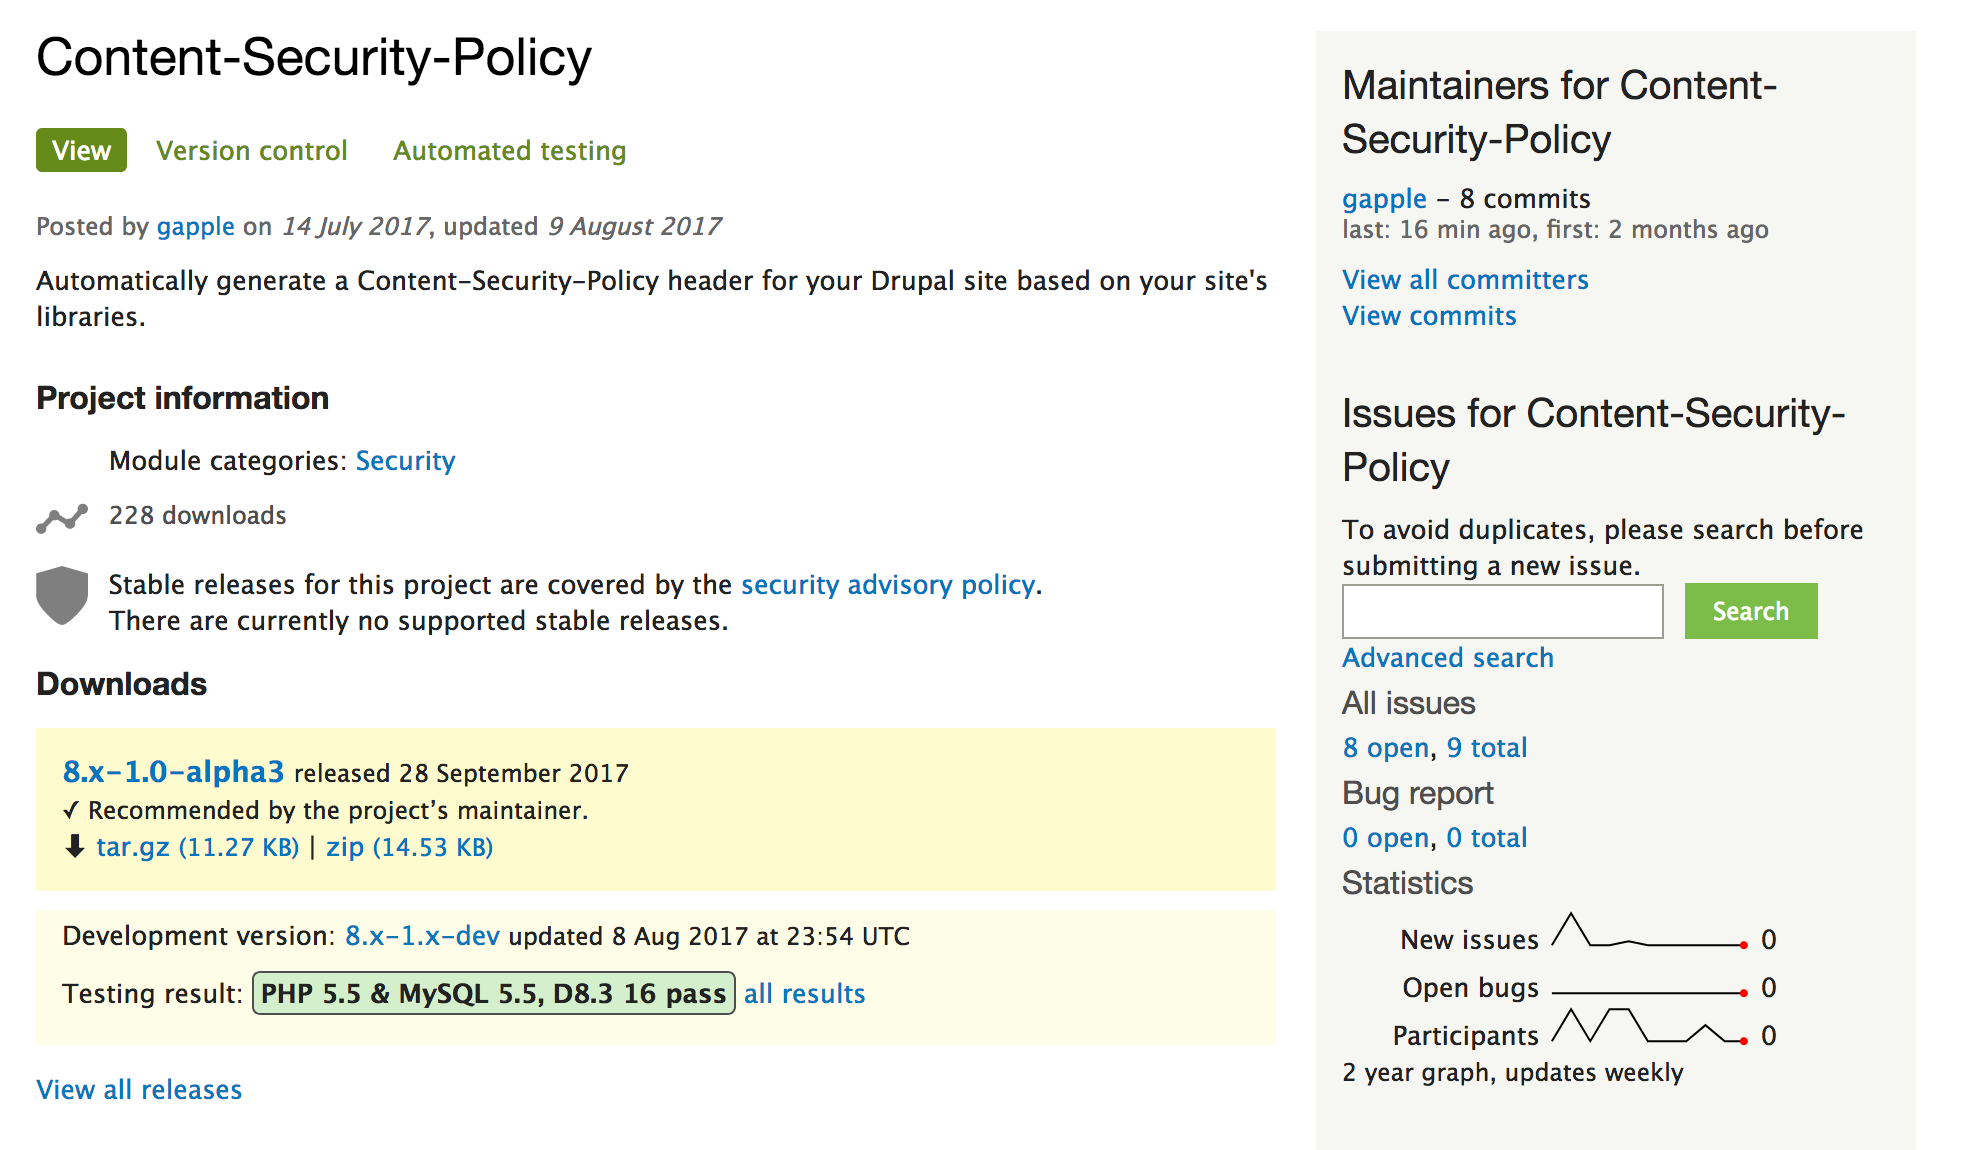 Content-Security-Policy
View
Version control
Automated testing
Posted by gapple on 14 July 2017, updated 9 August 2017
Automatically generate a Content-Security-Policy header for your Drupal site based on your site's
libraries.
Project information
Module categories: Security
228 downloads
Stable releases for this project are covered by the security advisory policy.
There are currently no supported stable releases.
Downloads
8.x-1.0-alpha3 released 28 September 2017
✓ Recommended by the project’s maintainer.
tar.gz (11.27 KB) | zip (14.53 KB)
Development version: 8.x-1.x-dev updated 8 Aug 2017 at 23:54 UTC
Testing result: PHP 5.5 & MySQL 5.5, D8.3 16 pass all results
View all releases
Maintainers for Content-
Security-Policy
gapple – 8 commits
last: 16 min ago, first: 2 months ago
View all committers
View commits
Issues for Content-Security-
Policy
To avoid duplicates, please search before
submitting a new issue.
Search
Advanced search
All issues
8 open, 9 total
Bug report
0 open, 0 total
Statistics
New issues 0
Open bugs 0
Participants 0
2 year graph, updates weekly